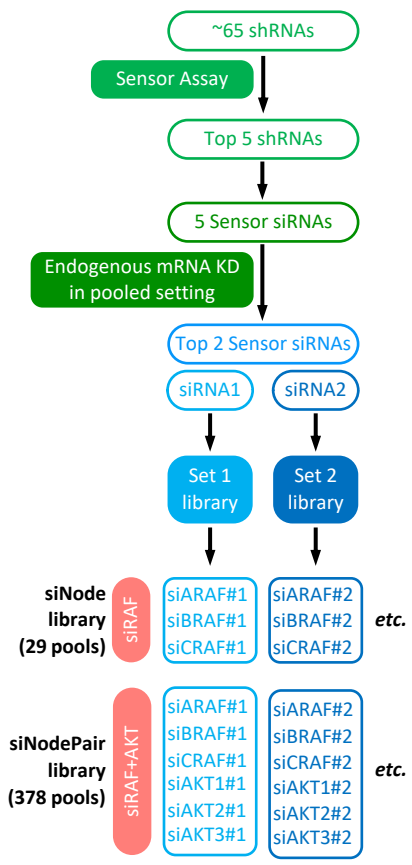 ~65 shRNAs
Sensor Assay
Top 5 shRNAs
5 Sensor siRNAs
Endogenous mRNA KD
in pooled setting
Top 2 Sensor siRNAs
siRNA1
siRNA2
Set 1
library
Set 2
library
siNode
library
(29 pools)
siRAF
siARAF#1
siBRAF#1
siCRAF#1
siARAF#2
siBRAF#2
siCRAF#2
etc.
siNodePair
library
(378 pools)
siRAF+AKT
siARAF#1
siBRAF#1
siCRAF#1
siAKT1#1
siAKT2#1
siAKT3#1
siARAF#2
siBRAF#2
siCRAF#2
siAKT1#2
siAKT2#2
siAKT3#2
etc.